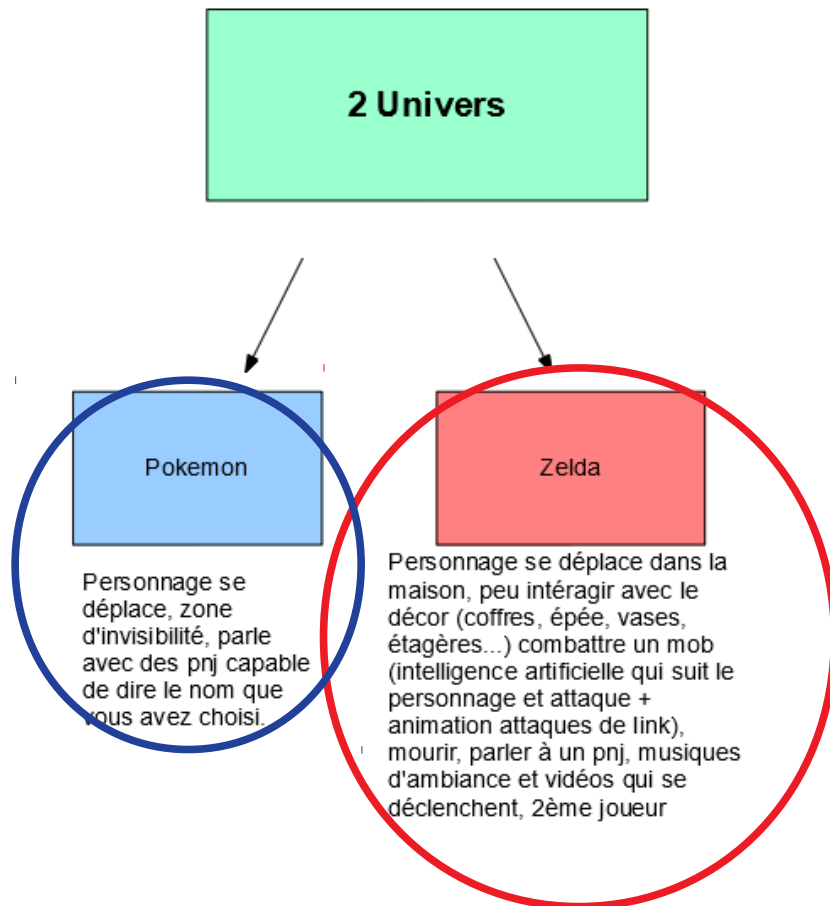 2 Univers
Pokemon
Zelda
Personnage se
déplace, zone
d'invisibilité, parle
avec des pnj capable
de dire le nom que
vous avez choisi.
Personnage se déplace dans la
maison, peu intéragir avec le
décor (coffres, épée, vases,
étagères...) combattre un mob
(intelligence artificielle qui suit le
personnage et attaque +
animation attaques de link),
mourir, parler à un pnj, musiques
d'ambiance et vidéos qui se
déclenchent, 2ème joueur